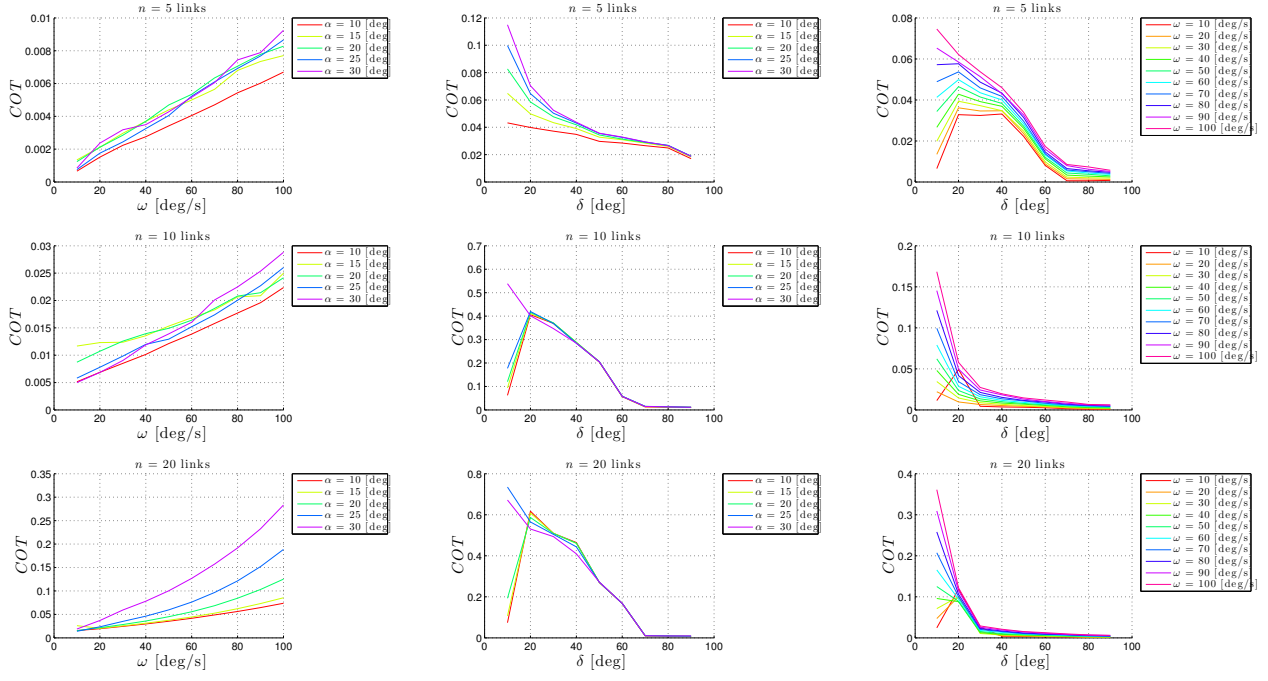 n = 5 links
COT
0.01
0.008
0.006
0.004
0.002
0
0 20 40 60 80 100
ω [deg/s]
α = 10 [deg
α = 15 [deg
α = 20 [deg
α = 25 [deg
α = 30 [deg
n = 5 links
COT
0.12
0.1
0.08
0.06
0.04
0.02
0
0 20 40 60 80 100
δ [deg]
α = 10 [deg
α = 15 [deg
α = 20 [deg
α = 25 [deg
α = 30 [deg
n = 5 links
COT
0.08
0.06
0.04
0.02
0
0 20 40 60 80 100
δ [deg]
ω = 10 [deg/s
ω = 20 [deg/s
ω = 30 [deg/s
ω = 40 [deg/s
ω = 50 [deg/s
ω = 60 [deg/s
ω = 70 [deg/s
ω = 80 [deg/s
ω = 90 [deg/s
ω = 100 [deg/s]
n = 10 links
COT
0.03
0.025
0.02
0.015
0.01
0.005
0
0 20 40 60 80 100
ω [deg/s]
α = 10 [deg
α = 15 [deg
α = 20 [deg
α = 25 [deg
α = 30 [deg
n = 10 links
COT
0.7
0.6
0.5
0.4
0.3
0.2
0.1
0
0 20 40 60 80 100
δ [deg]
α = 10 [deg
α = 15 [deg
α = 20 [deg
α = 25 [deg
α = 30 [deg
n = 10 links
COT
0.2
0.15
0.1
0.05
0
0 20 40 60 80 100
δ [deg]
ω = 10 [deg/s
ω = 20 [deg/s
ω = 30 [deg/s
ω = 40 [deg/s
ω = 50 [deg/s
ω = 60 [deg/s
ω = 70 [deg/s
ω = 80 [deg/s
ω = 90 [deg/s
ω = 100 [deg/s]
n = 20 links
COT
0.35
0.3
0.25
0.2
0.15
0.1
0.05
0
0 20 40 60 80 100
ω [deg/s]
α = 10 [deg
α = 15 [deg
α = 20 [deg
α = 25 [deg
α = 30 [deg
n = 20 links
COT
0.8
0.6
0.4
0.2
0
0 20 40 60 80 100
δ [deg]
α = 10 [deg
α = 15 [deg
α = 20 [deg
α = 25 [deg
α = 30 [deg
n = 20 links
COT
0.4
0.3
0.2
0.1
0
0 20 40 60 80 100
δ [deg]
ω = 10 [deg/s
ω = 20 [deg/s
ω = 30 [deg/s
ω = 40 [deg/s
ω = 50 [deg/s
ω = 60 [deg/s
ω = 70 [deg/s
ω = 80 [deg/s
ω = 90 [deg/s
ω = 100 [deg/s]